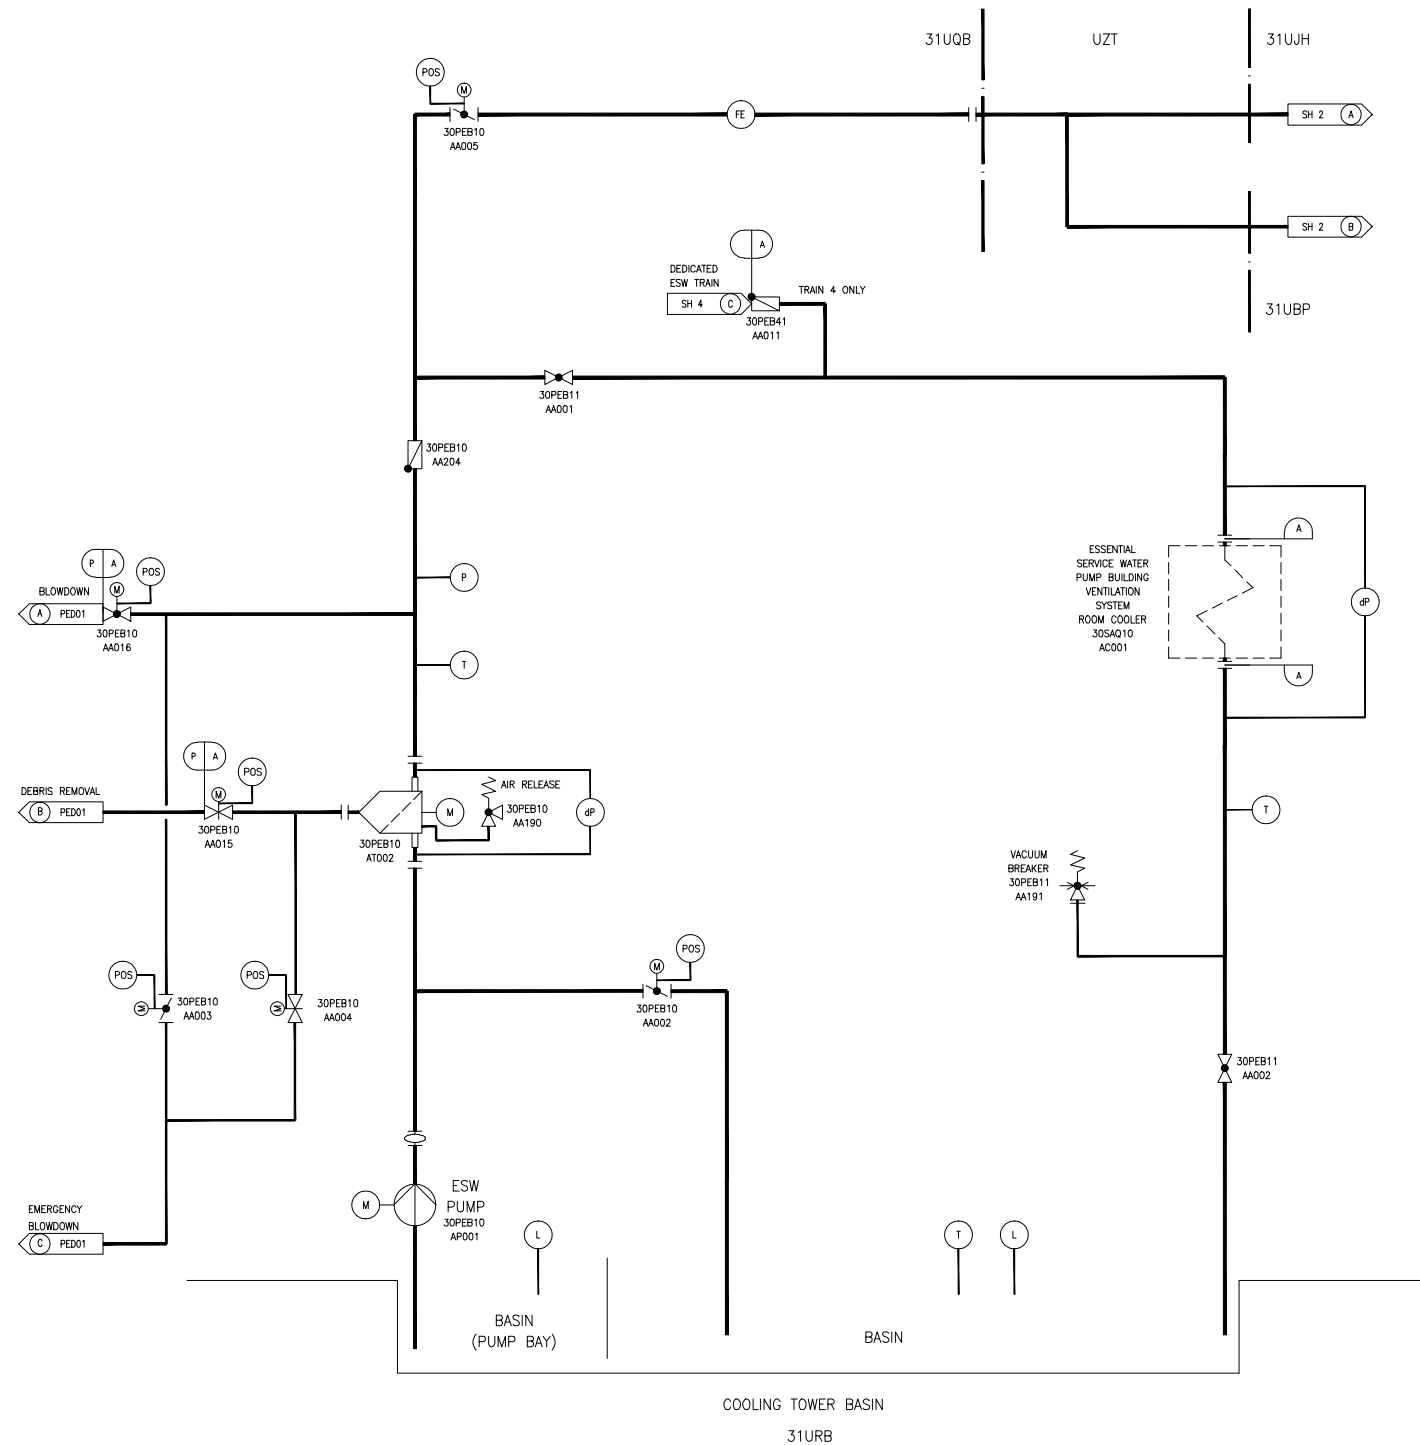 31UQB
UZT
31UJH
POS
M
30PEB10
AA005
FE
SH 2
A
SH 2
B
31UBP
A
DEDICATED
ESW TRAIN
SH 4
C
TRAIN 4 ONLY
30PEB41
AA011
30PEB11
AA001
30PEB10
AA204
P
A
POS
M
BLOWDOWN
A
PED01
30PEB10
AA016
P
T
ESSENTIAL
SERVICE WATER
PUMP BUILDING
VENTILATION
SYSTEM
ROOM COOLER
30SAQ10
AC001
A
A
dP
P
A
POS
M
DEBRIS REMOVAL
B
PED01
30PEB10
AA015
30PEB10
AT002
M
AIR RELEASE
30PEB10
AA190
dP
T
VACUUM
BREAKER
30PEB11
AA191
POS
M
30PEB10
AA003
POS
M
30PEB10
AA004
POS
M
30PEB10
AA002
30PEB11
AA002
EMERGENCY
BLOWDOWN
C
PED01
M
ESW
PUMP
30PEB10
AP001
L
T
L
BASIN
(PUMP BAY)
BASIN
COOLING TOWER BASIN
31URB